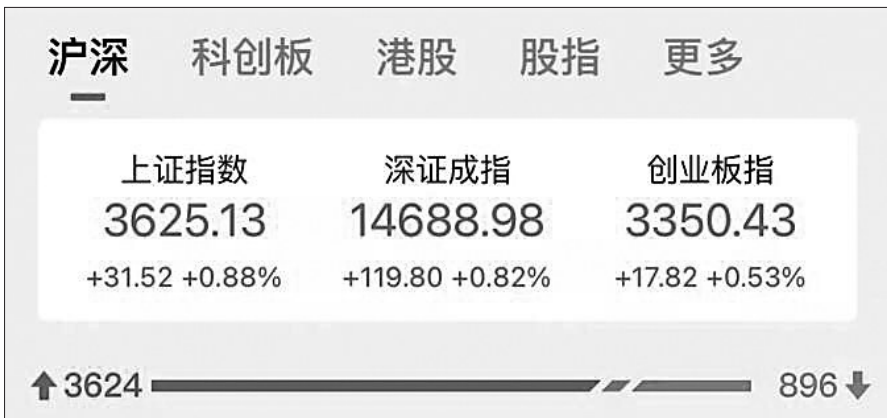 沪深 科创板 港股 股指 更多
上证指数 深证成指 创业板指
3625.13 14688.98 3350.43
+31.52 +0.88% +119.80 +0.82% +17.82 +0.53%
3624 896